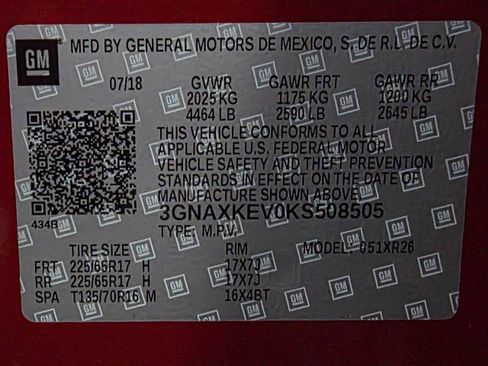 GM MFD BY GENERAL MOTORS DE MEXICO, S. DE R.L. DE C.V.
07/18 GVWR GAWR FRT GAWR RR
2025 KG 1175 KG 1200 KG
4464 LB 2590 LB 2645 LB
THIS VEHICLE CONFORMS TO ALL
APPLICABLE U.S. FEDERAL MOTOR
VEHICLE SAFETY AND THEFT PREVENTION
STANDARDS IN EFFECT ON THE DATE OF
MANUFACTURE SHOWN ABOVE
3GNAXKEV0KS508505
434B
TYPE: M.P.V.
TIRE SIZE RIM MODEL: 051XR26
FRT 225/65R17 H 17X7J
RR 225/65R17 H 17X7J
SPA T135/70R16 M 16X4BT